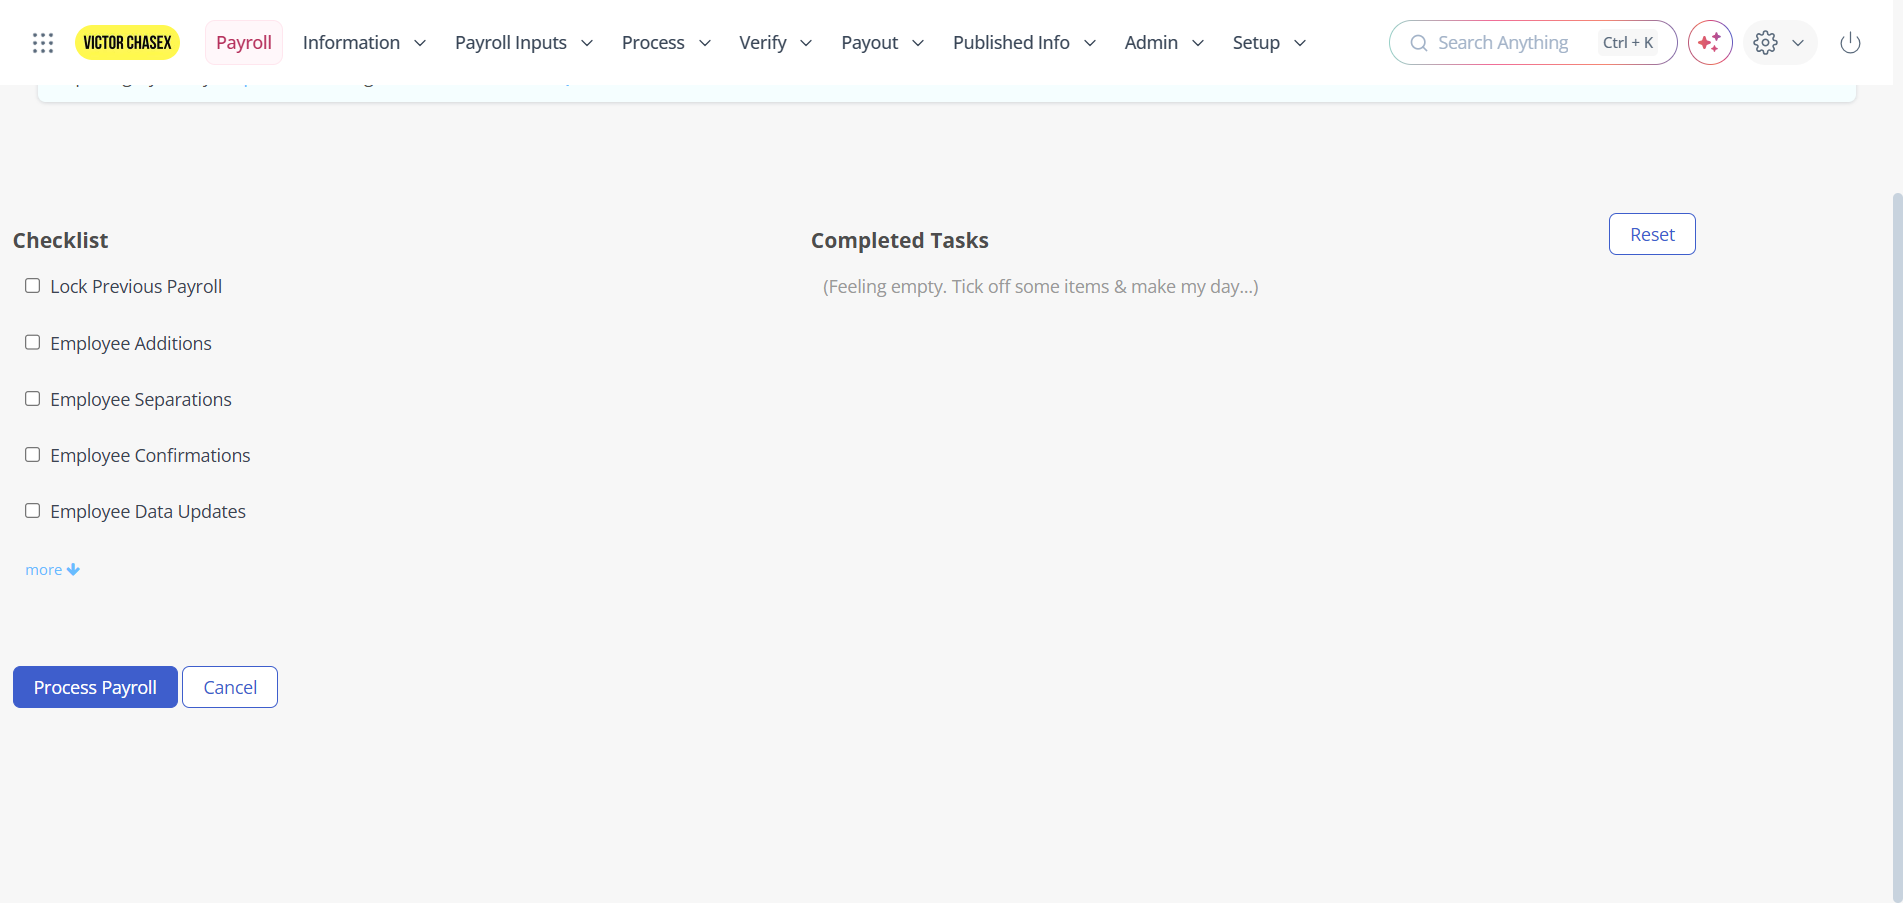 VICTOR CHASEX
Payroll
Information
Payroll Inputs
Process
Verify
Payout
Published Info
Admin
Setup
Search Anything
Ctrl + K
Checklist
Completed Tasks
Reset
Lock Previous Payroll
(Feeling empty. Tick off some items & make my day...)
Employee Additions
Employee Separations
Employee Confirmations
Employee Data Updates
more
Process Payroll
Cancel